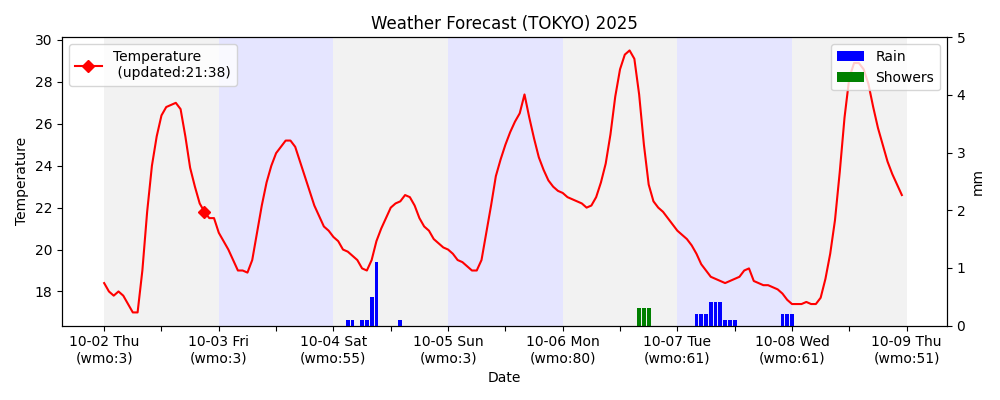 Weather Forecast (TOKYO) 2025
Temperature
(updated:21:38)
Rain
Showers
30
28
26
24
22
20
18
Temperature
5
4
3
2
1
0
mm
10-02 Thu
(wmo:3)
10-03 Fri
(wmo:3)
10-04 Sat
(wmo:55)
10-05 Sun
(wmo:3)
10-06 Mon
(wmo:80)
10-07 Tue
(wmo:61)
10-08 Wed
(wmo:61)
10-09 Thu
(wmo:51)
Date